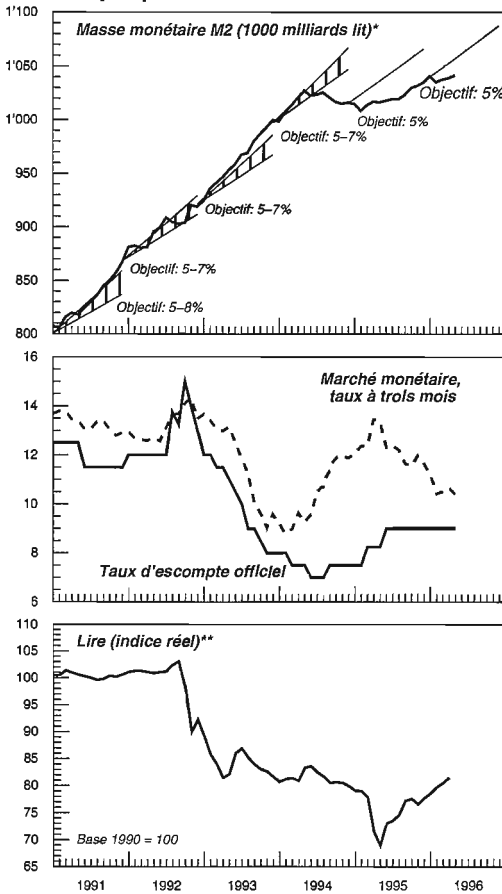 1'100
Masse monétaire M2 (1000 milliards lit)*
1'050
Objectif: 5%
1'000
Objectif: 5%
Objectif: 5–7%
950
900
Objectif: 5–7%
850
Objectif: 5–7%
Objectif: 5–8%
800
16
Marché monétaire,
taux à trois mois
14
12
10
8
Taux d'escompte officiel
6
110
Lire (indice réel)**
105
100
95
90
85
80
75
70
Base 1990 = 100
65
1991 1992 1993 1994 1995 1996